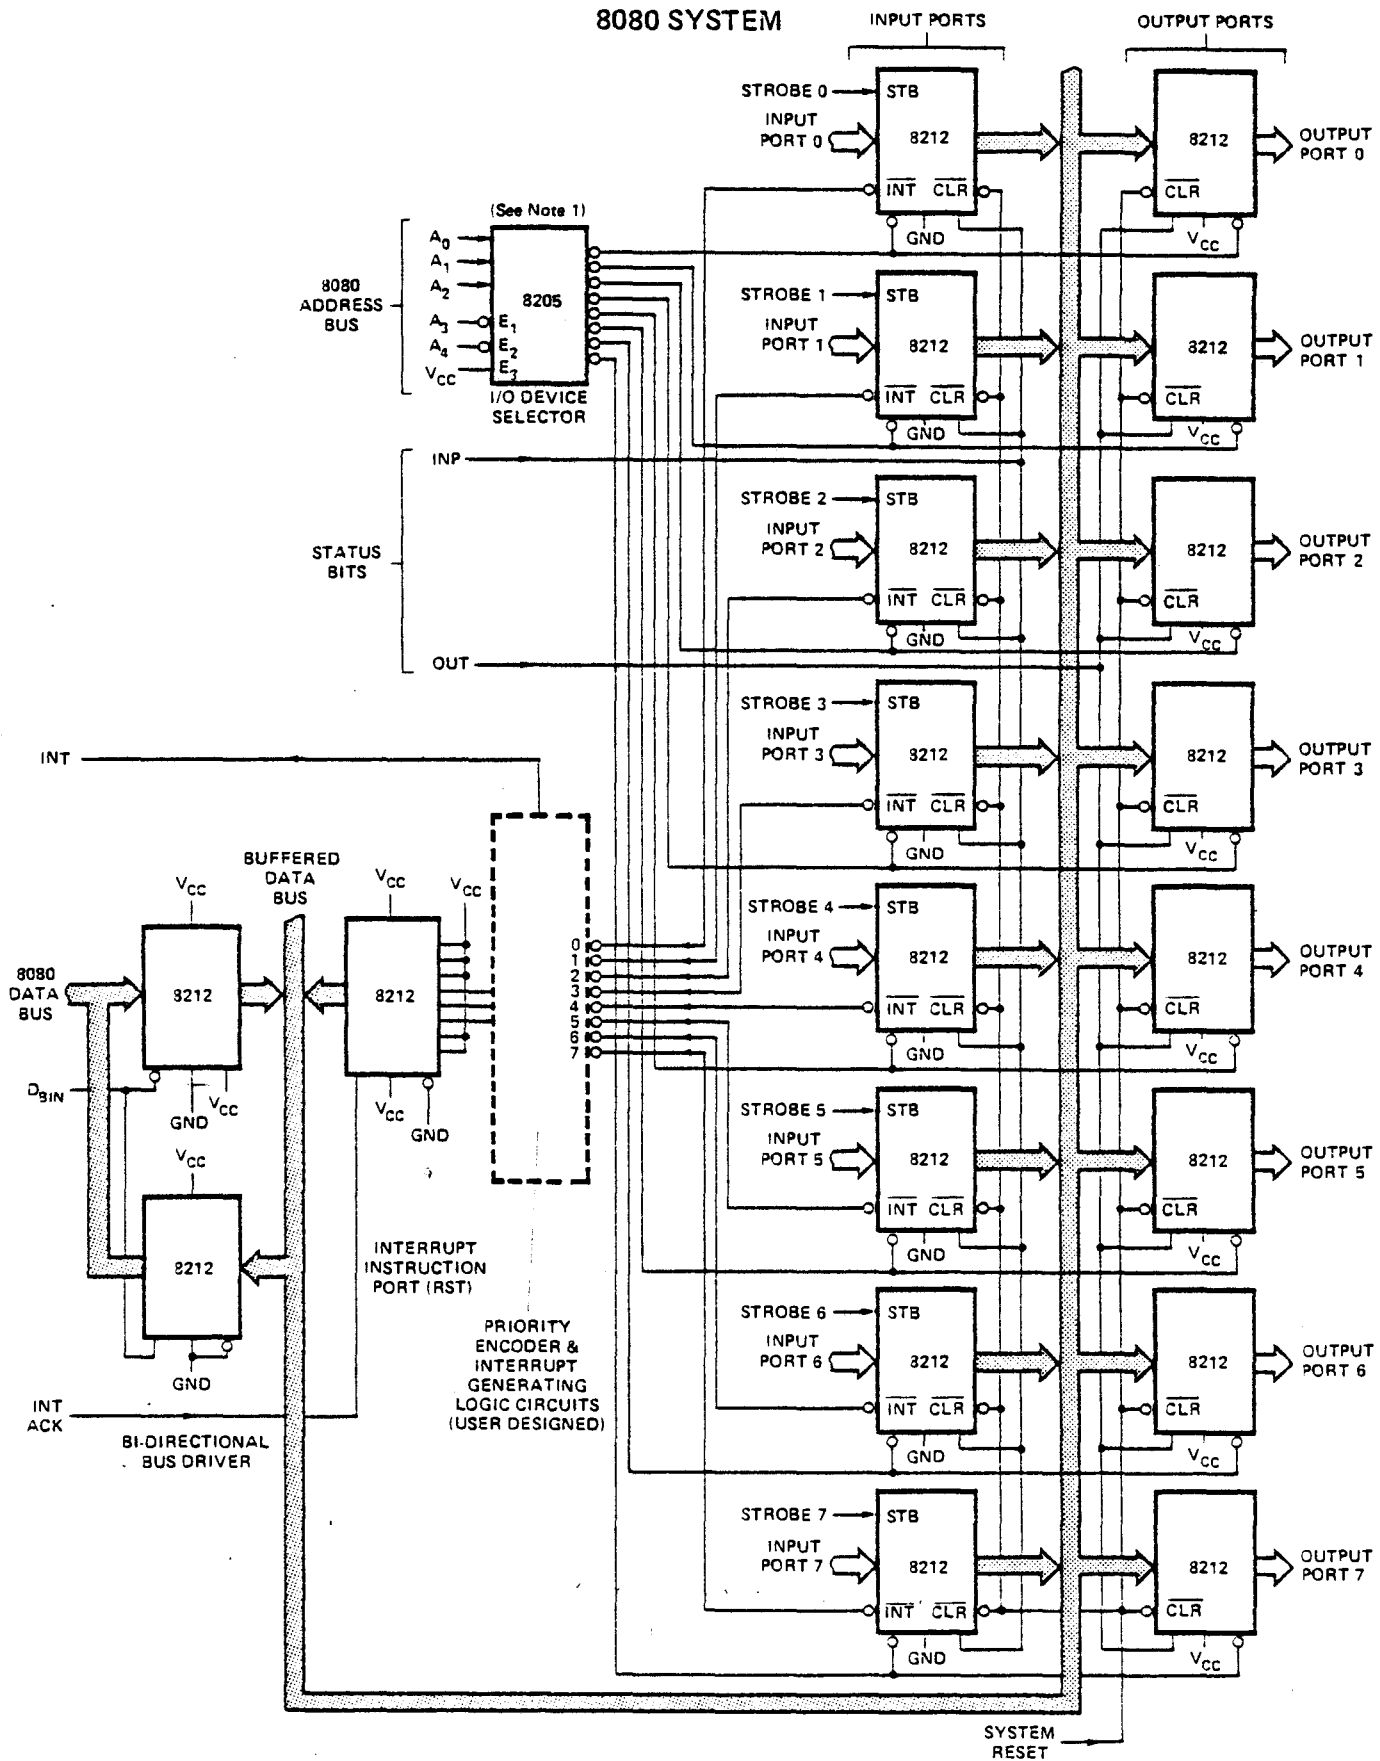 8080 SYSTEM
INPUT PORTS
OUTPUT PORTS
STROBE 0
STB
INPUT
PORT 0
8212
8212
OUTPUT
PORT 0
INT CLR
CLR
GND
VCC
(See Note 1)
8080
ADDRESS
BUS
A0
A1
A2
A3
A4
VCC
8205
E1
E2
E3
I/O DEVICE
SELECTOR
STROBE 1
STB
INPUT
PORT 1
8212
8212
OUTPUT
PORT 1
INT CLR
CLR
GND
VCC
STATUS
BITS
INP
OUT
STROBE 2
STB
INPUT
PORT 2
8212
8212
OUTPUT
PORT 2
INT CLR
CLR
GND
VCC
STROBE 3
STB
INPUT
PORT 3
8212
8212
OUTPUT
PORT 3
INT CLR
CLR
GND
VCC
INT
BUFFERED
DATA
BUS
VCC
VCC
VCC
8080
DATA
BUS
8212
8212
0
1
2
3
4
5
6
7
DBIN
GND
VCC
VCC
GND
VCC
8212
GND
INTERRUPT
INSTRUCTION
PORT (RST)
PRIORITY
ENCODER &
INTERRUPT
GENERATING
LOGIC CIRCUITS
(USER DESIGNED)
INT
ACK
BI-DIRECTIONAL
BUS DRIVER
STROBE 4
STB
INPUT
PORT 4
8212
8212
OUTPUT
PORT 4
INT CLR
CLR
GND
VCC
STROBE 5
STB
INPUT
PORT 5
8212
8212
OUTPUT
PORT 5
INT CLR
CLR
GND
VCC
STROBE 6
STB
INPUT
PORT 6
8212
8212
OUTPUT
PORT 6
INT CLR
CLR
GND
VCC
STROBE 7
STB
INPUT
PORT 7
8212
8212
OUTPUT
PORT 7
INT CLR
CLR
GND
VCC
SYSTEM
RESET